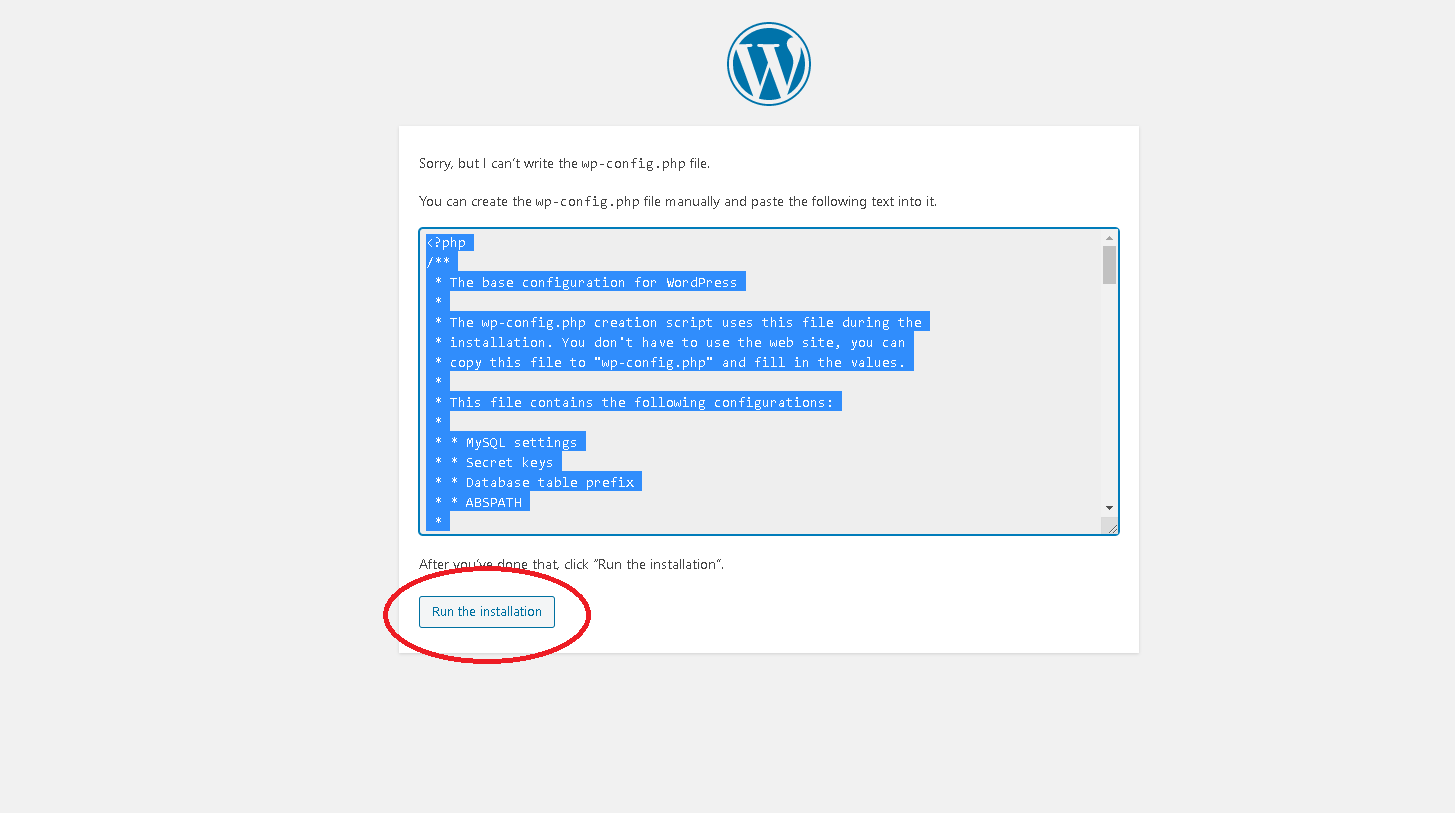 Sorry, but I can't write the wp-config.php file.
You can create the wp-config.php file manually and paste the following text into it.
<?php
/**
 * The base configuration for WordPress
 *
 * The wp-config.php creation script uses this file during the
 * installation. You don't have to use the web site, you can
 * copy this file to "wp-config.php" and fill in the values.
 *
 * This file contains the following configurations:
 *
 * * MySQL settings
 * * Secret keys
 * * Database table prefix
 * * ABSPATH
 *
After you've done that, click “Run the installation”.
Run the installation